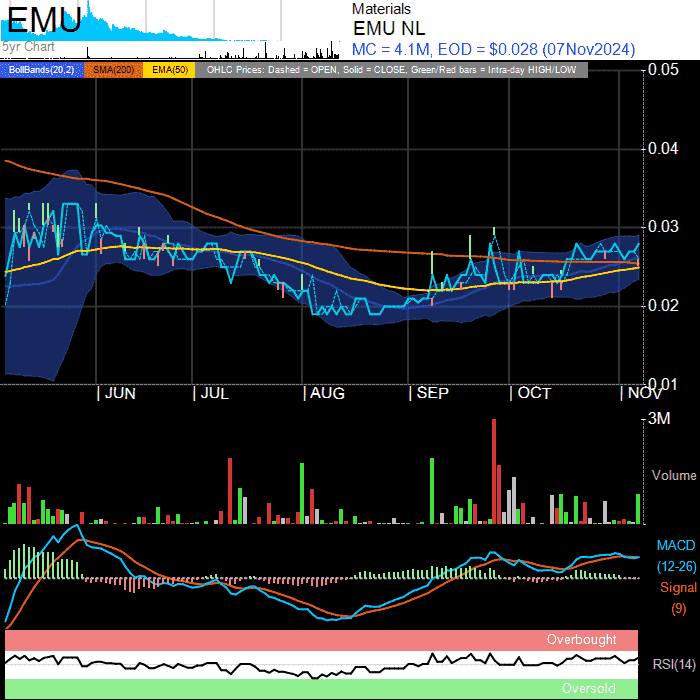 EMU
5yr Chart
Materials
EMU NL
MC = 4.1M, EOD = $0.028 (07Nov2024)
BollBands(20,2) SMA(200) EMA(50) OHLC Prices: Dashed = OPEN, Solid = CLOSE, Green/Red bars = Intra-day HIGH/LOW
0.05
0.04
0.03
0.02
0.01
JUN JUL AUG SEP OCT NOV
3M
Volume
MACD
(12-26)
Signal
(9)
Overbought
RSI(14)
Oversold